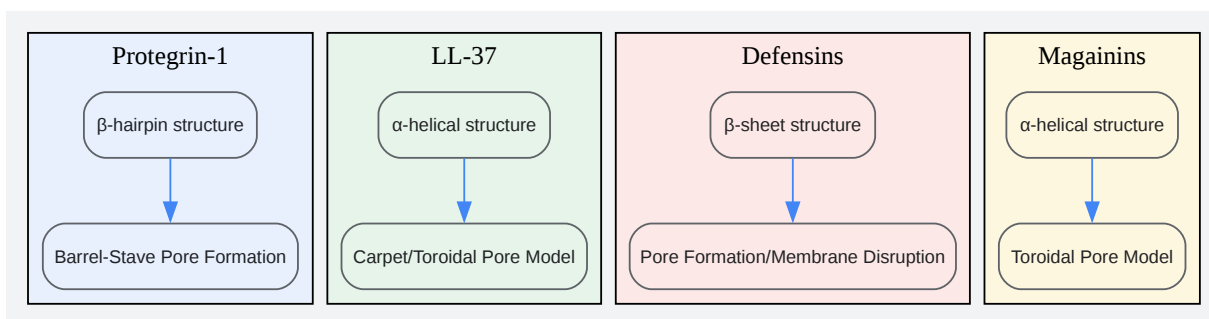 Protegrin-1
β-hairpin structure
Barrel-Stave Pore Formation
LL-37
α-helical structure
Carpet/Toroidal Pore Model
Defensins
β-sheet structure
Pore Formation/Membrane Disruption
Magainins
α-helical structure
Toroidal Pore Model